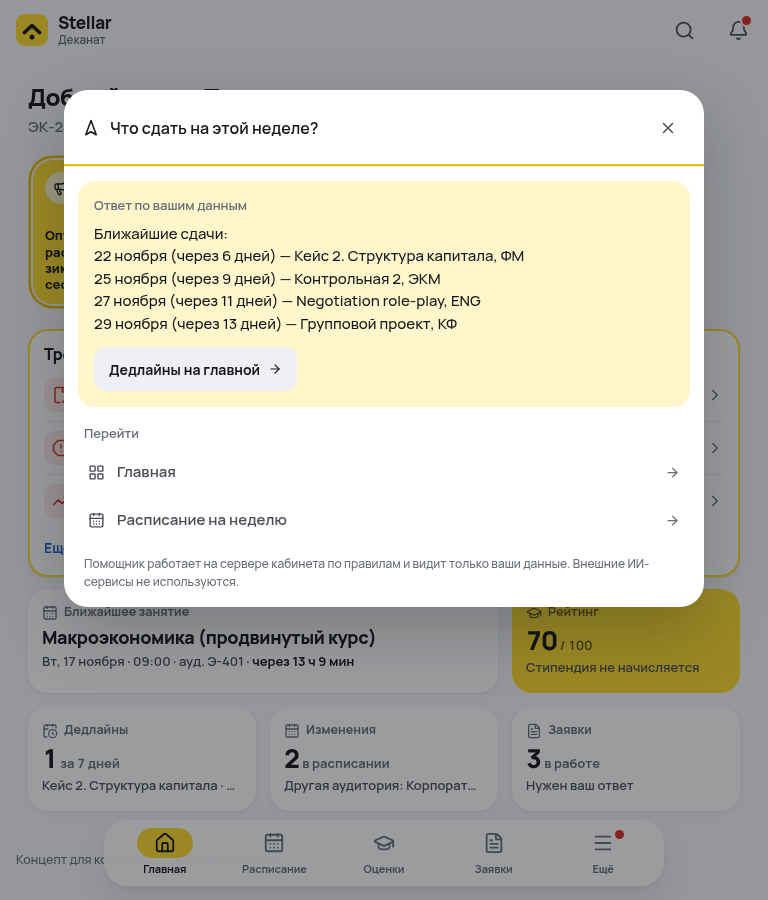 Stellar
Деканат
ЭК-2
Что сдать на этой неделе?
Ответ по вашим данным
Ближайшие сдачи:
22 ноября (через 6 дней) — Кейс 2. Структура капитала, ФМ
25 ноября (через 9 дней) — Контрольная 2, ЭКМ
27 ноября (через 11 дней) — Negotiation role-play, ENG
29 ноября (через 13 дней) — Групповой проект, КФ
Дедлайны на главной
Перейти
Главная
Расписание на неделю
Помощник работает на сервере кабинета по правилам и видит только ваши данные. Внешние ИИ-
сервисы не используются.
Ближайшее занятие
Макроэкономика (продвинутый курс)
Вт, 17 ноября · 09:00 · ауд. Э-401 · через 13 ч 9 мин
Рейтинг
70 / 100
Стипендия не начисляется
Дедлайны
1 за 7 дней
Кейс 2. Структура капитала · ...
Изменения
2 в расписании
Другая аудитория: Корпорат...
Заявки
3 в работе
Нужен ваш ответ
Концепт для
Главная
Расписание
Оценки
Заявки
Ещё